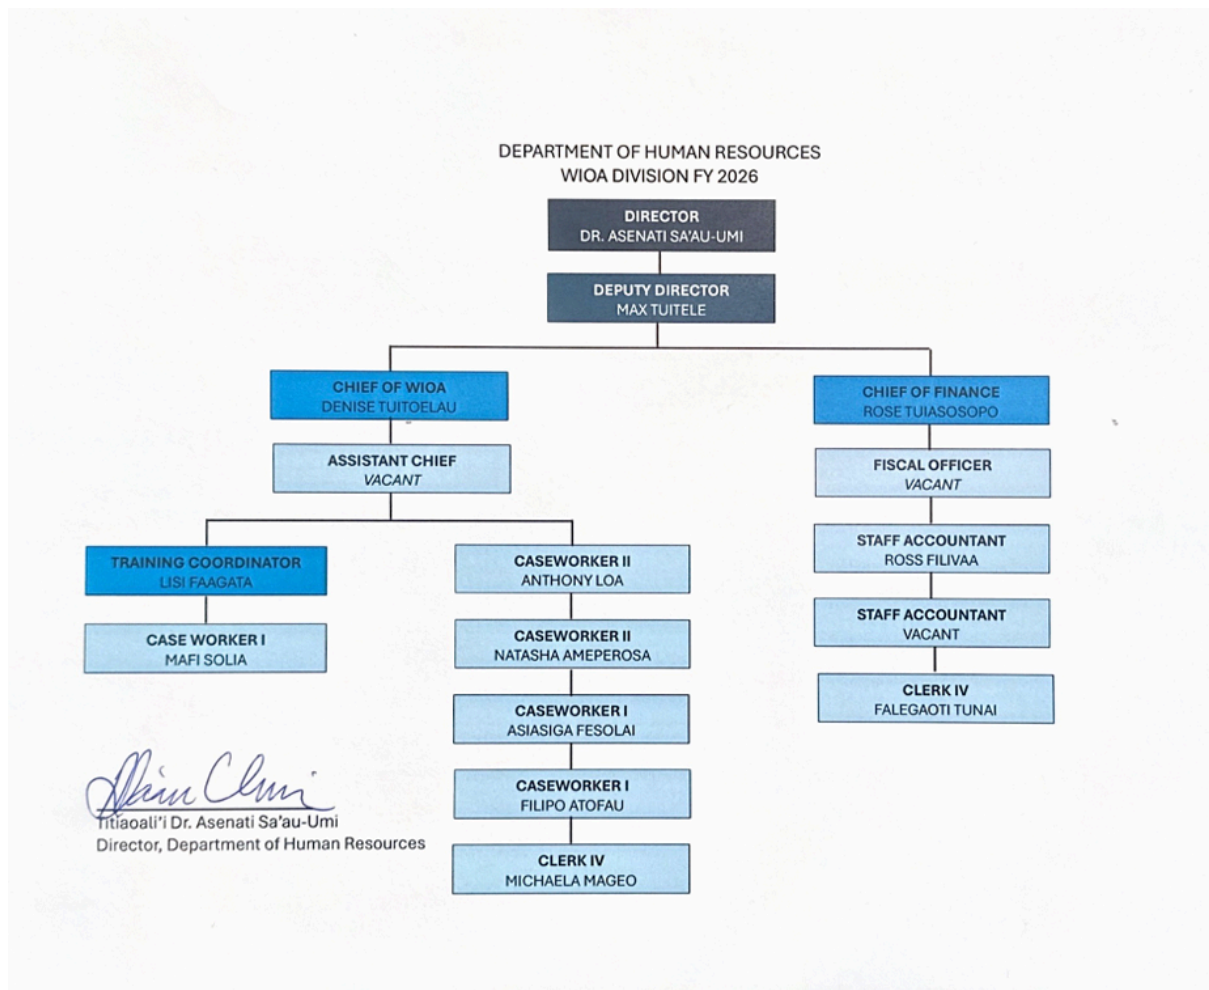 DEPARTMENT OF HUMAN RESOURCES
WIOA DIVISION FY 2026
DIRECTOR
DR. ASENATI SA'AU-UMI
DEPUTY DIRECTOR
MAX TUITELE
CHIEF OF WIOA
DENISE TUITOELAU
ASSISTANT CHIEF
VACANT
TRAINING COORDINATOR
LISI FAAGATA
CASE WORKER I
MAFI SOLIA
CASEWORKER II
ANTHONY LOA
CASEWORKER II
NATASHA AMEPEROSA
CASEWORKER I
ASIASIGA FESOLAI
CASEWORKER I
FILIPO ATOFAU
CLERK IV
MICHAELA MAGEO
CHIEF OF FINANCE
ROSE TUIASOSOPO
FISCAL OFFICER
VACANT
STAFF ACCOUNTANT
ROSS FILIVAA
STAFF ACCOUNTANT
VACANT
CLERK IV
FALEGAOTI TUNAI
Titiaoali'i Dr. Asenati Sa'au-Umi
Director, Department of Human Resources